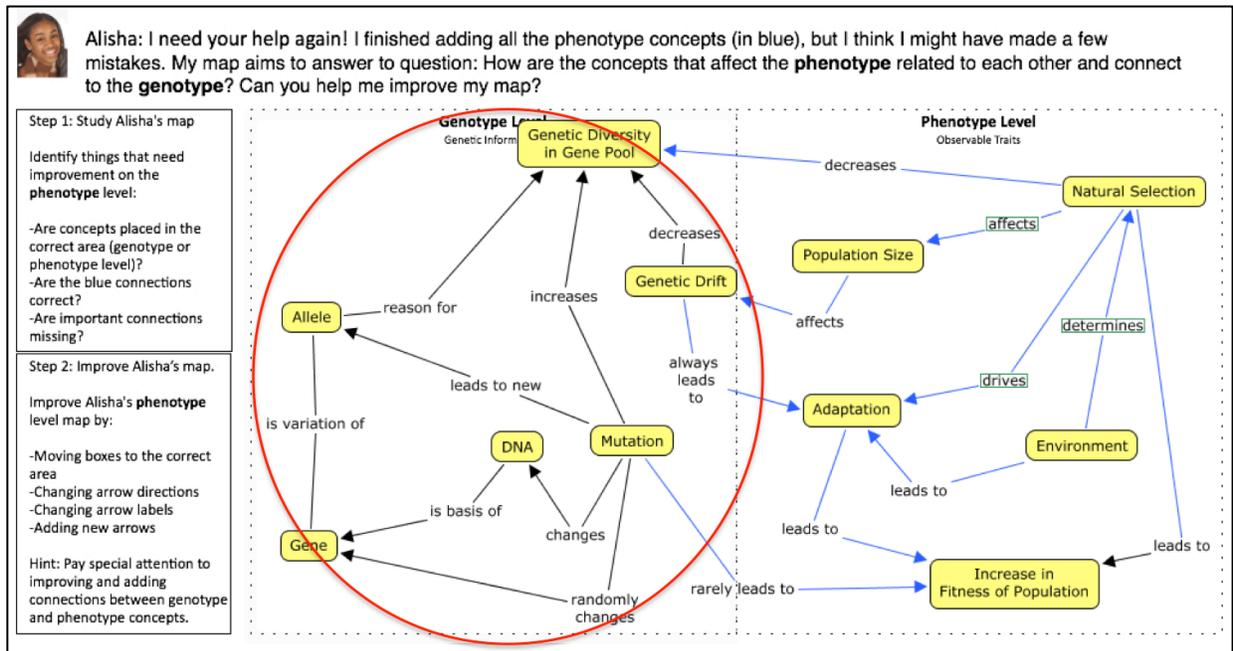 Alisha: I need your help again! I finished adding all the phenotype concepts (in blue), but I think I might have made a few
mistakes. My map aims to answer to question: How are the concepts that affect the phenotype related to each other and connect
to the genotype? Can you help me improve my map?
Step 1: Study Alisha's map
Identify things that need
improvement on the
phenotype level:
-Are concepts placed in the
correct area (genotype or
phenotype level)?
-Are the blue connections
correct?
-Are important connections
missing?
Step 2: Improve Alisha's map.
Improve Alisha's phenotype
level map by:
-Moving boxes to the correct
area
-Changing arrow directions
-Changing arrow labels
-Adding new arrows
Hint: Pay special attention to
improving and adding
connections between genotype
and phenotype concepts.
Genotype Level
Genetic Inform
Genetic Diversity
in Gene Pool
decreases
Genetic Drift
increases
reason for
Allele
leads to new
is variation of
always
leads
to
DNA
Mutation
is basis of
changes
Gene
randomly
changes
rarely leads to
Phenotype Level
Observable Traits
decreases
Natural Selection
affects
Population Size
affects
determines
drives
Adaptation
Environment
leads to
leads to
leads to
Increase in
Fitness of Population